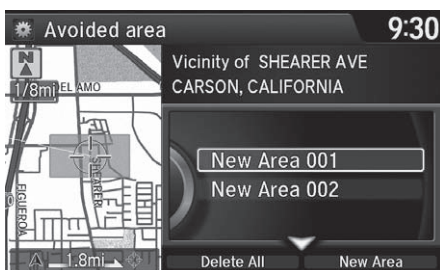 Avoided area
9:30
N
1/8mi
EL AMO
SHEARER
FIGUEROA
1.8mi
Vicinity of SHEARER AVE
CARSON, CALIFORNIA
New Area 001
New Area 002
Delete All
New Area